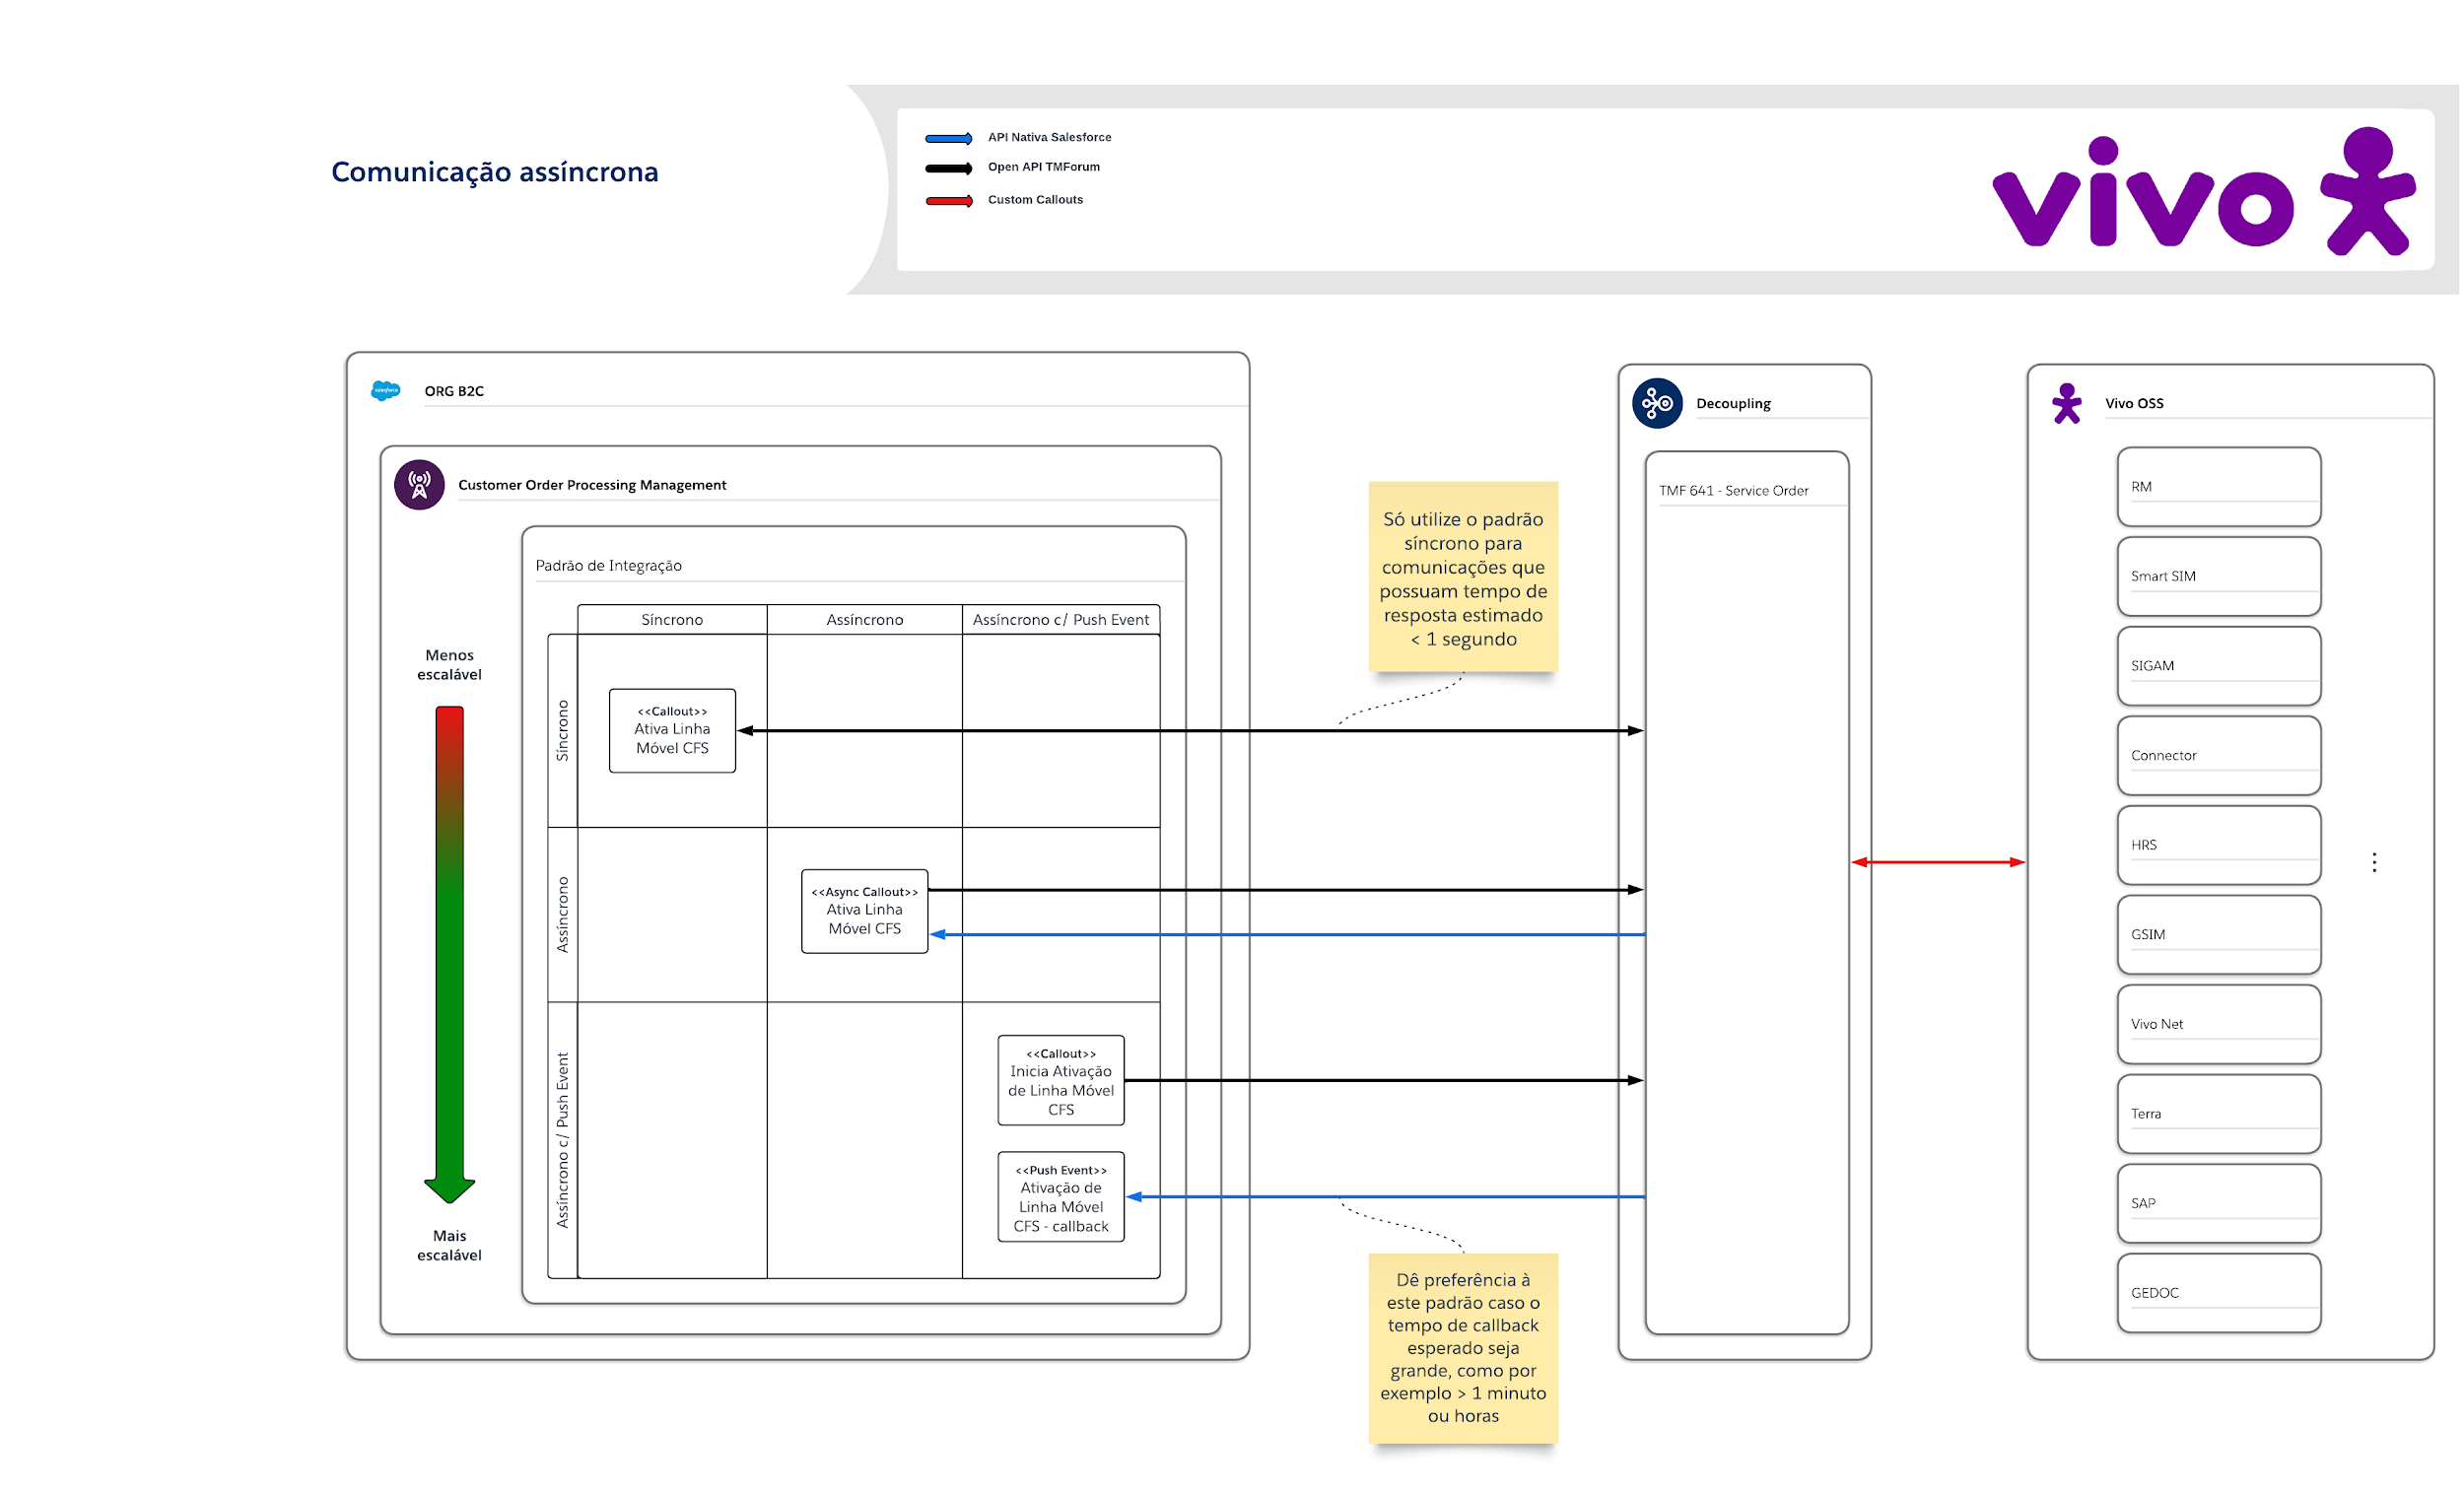 Comunicação assíncrona
API Nativa Salesforce
Open API TMForum
Custom Callouts
vivo
salesforce
ORG B2C
Customer Order Processing Management
Menos
escalável
Mais
escalável
Padrão de Integração
Síncrono
Assíncrono
Assíncrono c/ Push Event
Síncrono
<<Callout>>
Ativa Linha
Móvel CFS
Assíncrono
<<Async Callout>>
Ativa Linha
Móvel CFS
Assíncrono c/ Push Event
<<Callout>>
Inicia Ativação
de Linha Móvel
CFS
<<Push Event>>
Ativação de
Linha Móvel
CFS - callback
Só utilize o padrão
síncrono para
comunicações que
possuam tempo de
resposta estimado
< 1 segundo
Dê preferência à
este padrão caso o
tempo de callback
esperado seja
grande, como por
exemplo > 1 minuto
ou horas
Decoupling
TMF 641 - Service Order
Vivo OSS
RM
Smart SIM
SIGAM
Connector
HRS
GSIM
Vivo Net
Terra
SAP
GEDOC